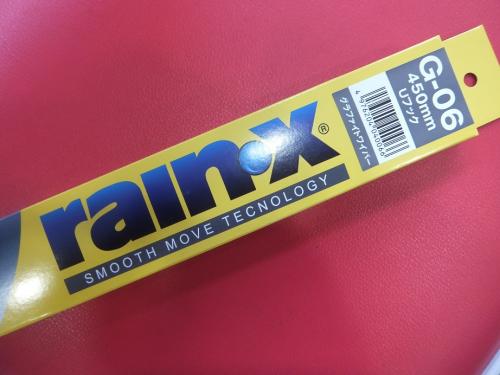 rain·x®
SMOOTH MOVE TECNOLOGY
G-06
450mm
Uフック
4976204040066
グラファイトワイパー